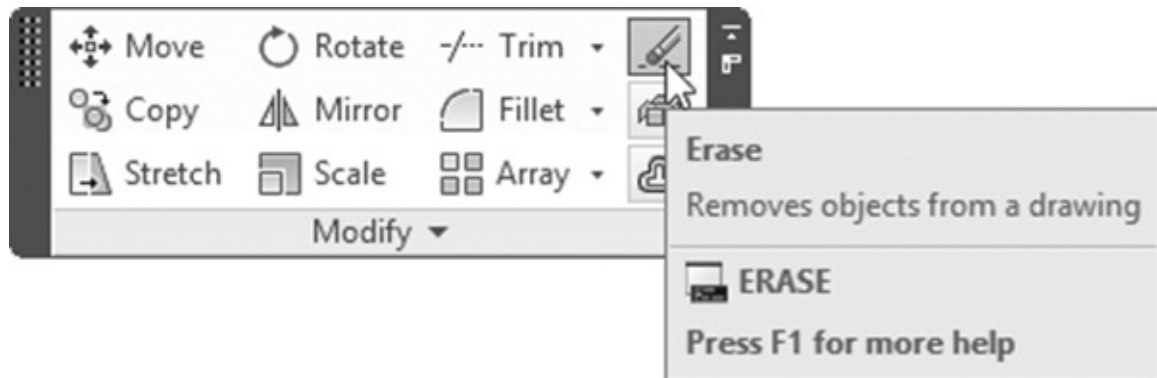 Move Rotate Trim
Copy Mirror Fillet
Stretch Scale Array
Modify
Erase
Removes objects from a drawing
ERASE
Press F1 for more help